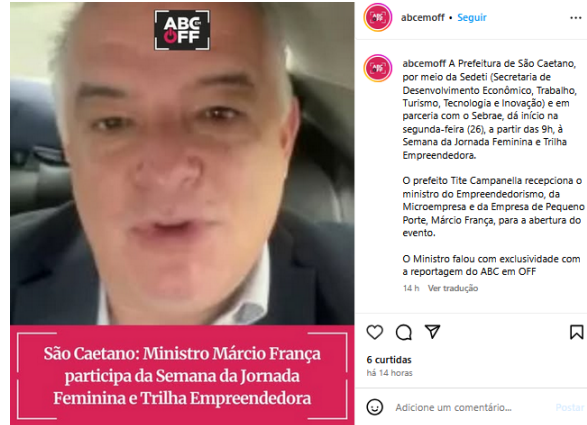 ABC EM
OFF
São Caetano: Ministro Márcio França
participa da Semana da Jornada
Feminina e Trilha Empreendedora
abcemoff • Seguir
abcemoff A Prefeitura de São Caetano,
por meio da Sedeti (Secretaria de
Desenvolvimento Econômico, Trabalho,
Turismo, Tecnologia e Inovação) e em
parceria com o Sebrae, dá início na
segunda-feira (26), a partir das 9h, à
Semana da Jornada Feminina e Trilha
Empreendedora.
O prefeito Tite Campanella recepciona o
ministro do Empreendedorismo, da
Microempresa e da Empresa de Pequeno
Porte, Márcio França, para a abertura do
evento.
O Ministro falou com exclusividade com
a reportagem do ABC em OFF
14 h Ver tradução
6 curtidas
há 14 horas
Adicione um comentário... Postar